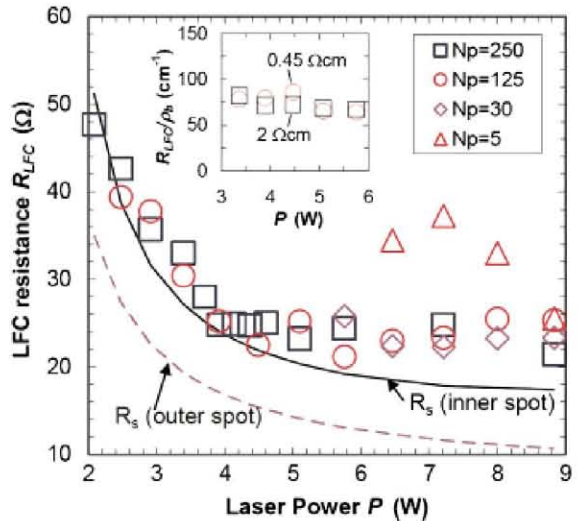 60
50
40
30
20
10
LFC resistance R_LFC (Ω)
2
3
4
5
6
7
8
9
Laser Power P (W)
R_LFC/ρ_b (cm⁻¹)
150
100
50
0
3
4
5
6
P (W)
0.45 Ωcm
2 Ωcm
Np=250
Np=125
Np=30
Np=5
R_s (outer spot)
R_s (inner spot)